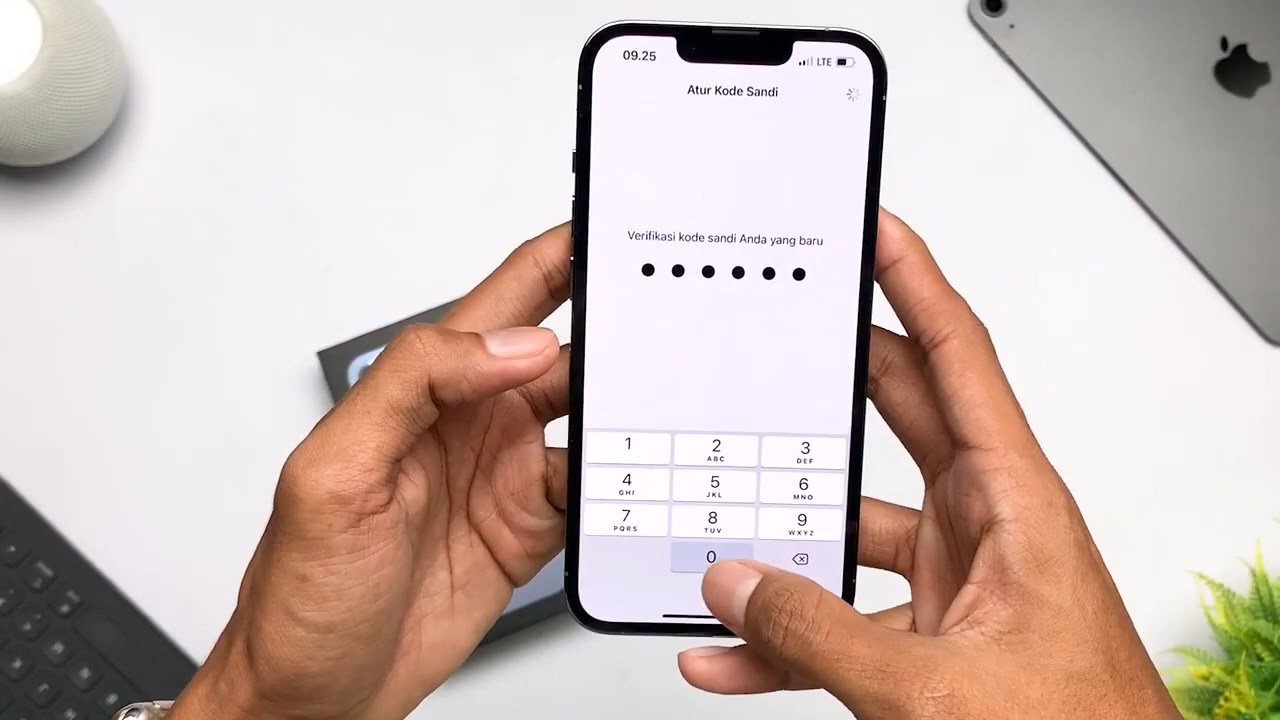 09.25
LTE
Atur Kode Sandi
Verifikasi kode sandi Anda yang baru
1
2
ABC
3
DEF
4
GHI
5
JKL
6
MNO
7
PQRS
8
TUV
9
WXYZ
0